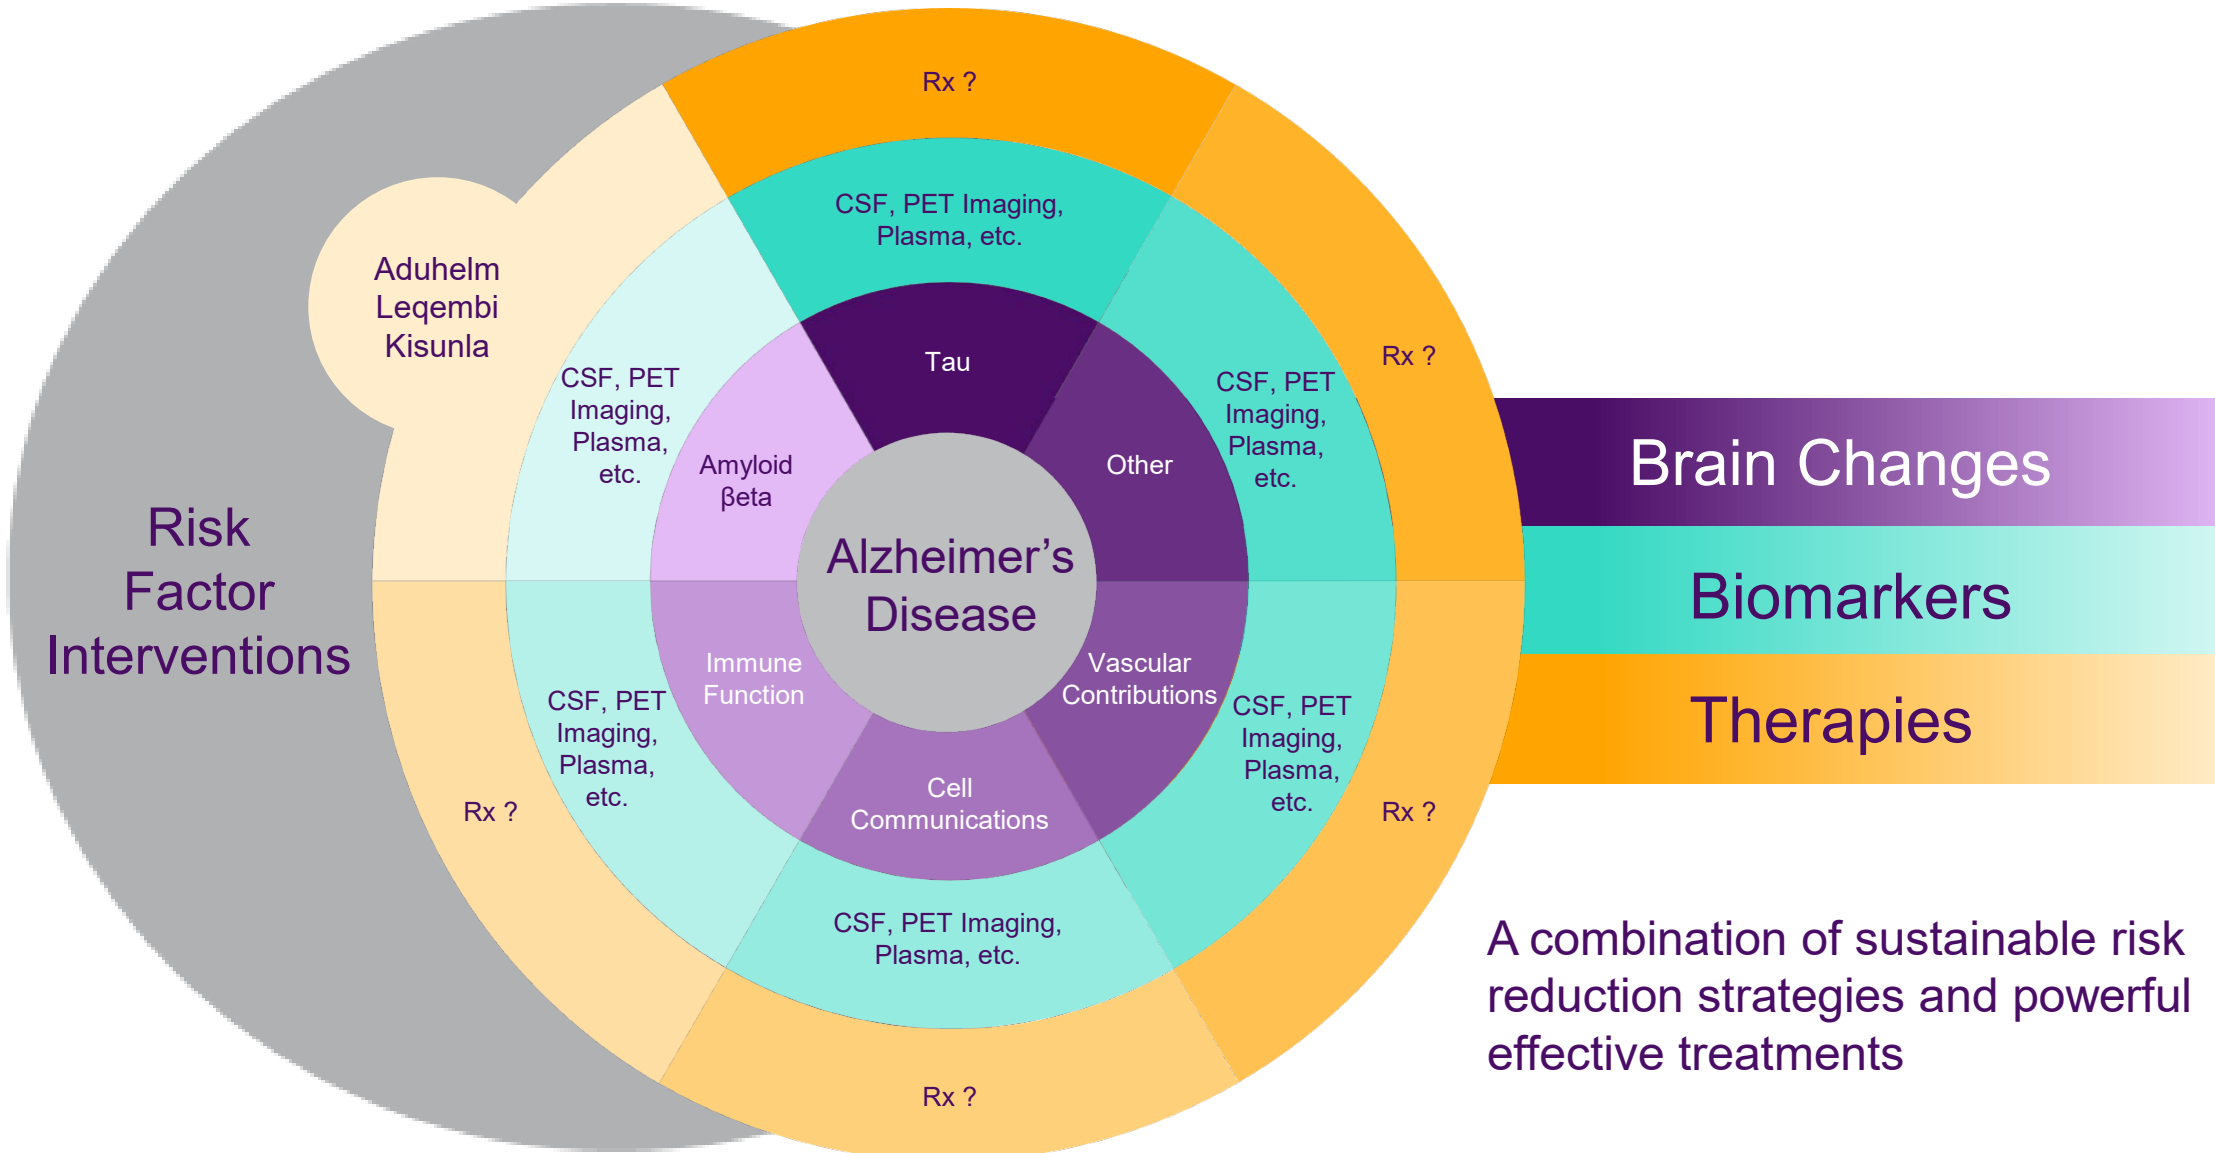 Rx ?
CSF, PET Imaging,
Plasma, etc.
Tau
Aduhelm
Leqembi
Kisunla
CSF, PET
Imaging,
Plasma,
etc.
Amyloid
βeta
Other
CSF, PET
Imaging,
Plasma,
etc.
Rx ?
Risk
Factor
Interventions
Alzheimer’s
Disease
Immune
Function
CSF, PET
Imaging,
Plasma,
etc.
Rx ?
Vascular
Contributions
CSF, PET
Imaging,
Plasma,
etc.
Rx ?
Cell
Communications
CSF, PET Imaging,
Plasma, etc.
Rx ?
Brain Changes
Biomarkers
Therapies
A combination of sustainable risk
reduction strategies and powerful
effective treatments